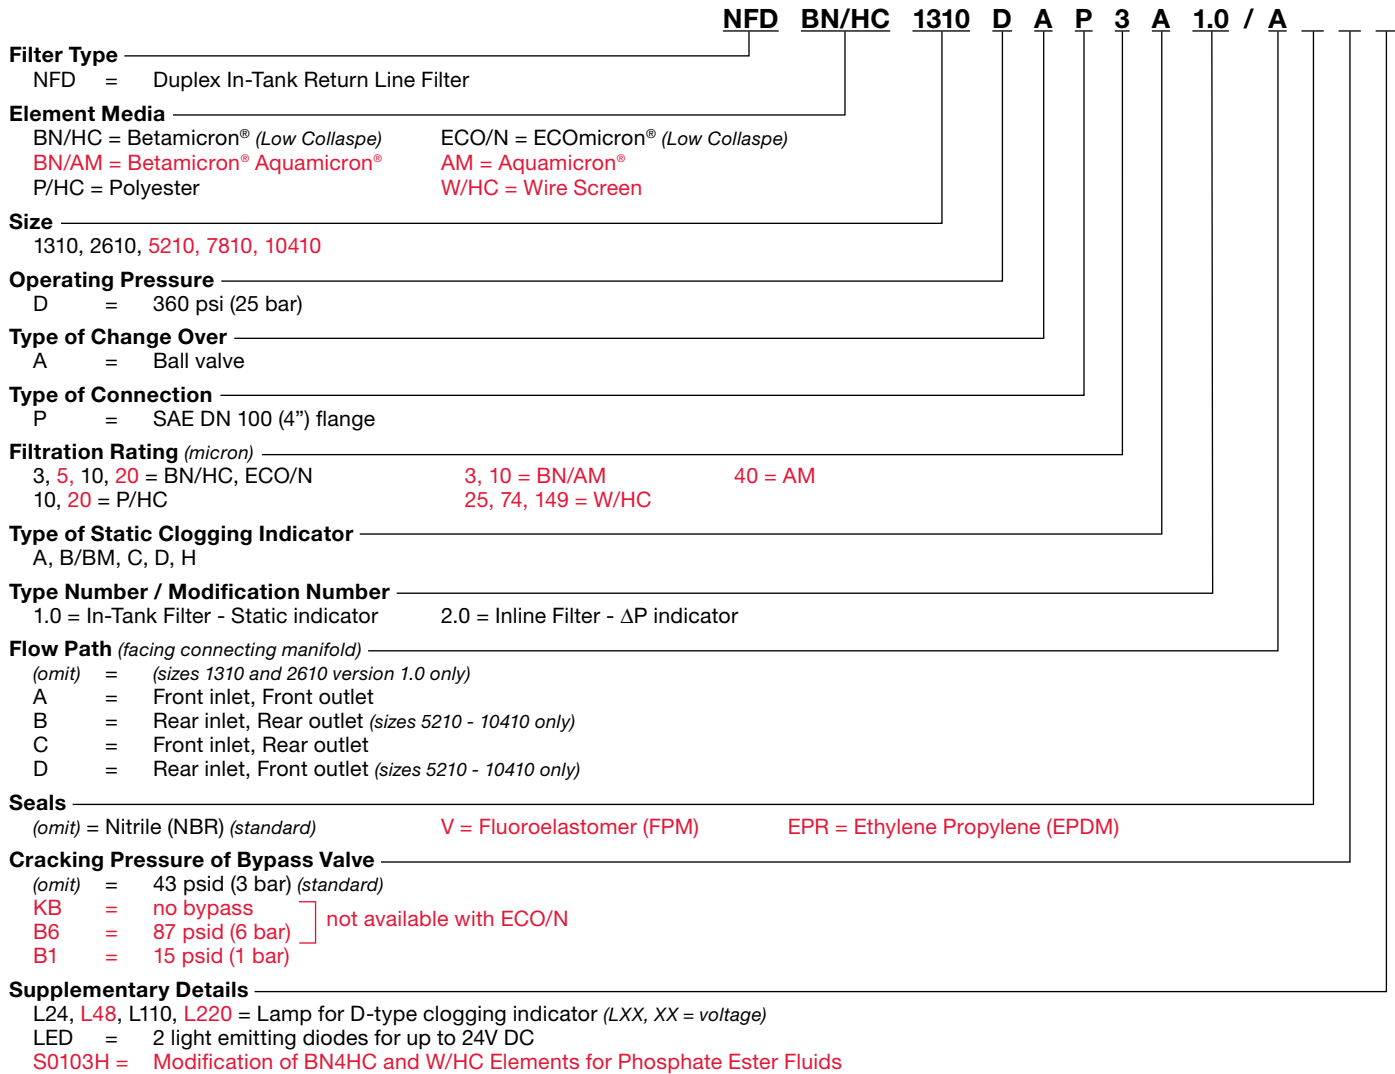 NFD BN/HC 1310 D A P 3 A 1.0 / A
Filter Type
NFD = Duplex In-Tank Return Line Filter
Element Media
BN/HC = Betamicron® (Low Collaspe) ECO/N = ECOmicron® (Low Collaspe)
BN/AM = Betamicron® Aquamicron® AM = Aquamicron®
P/HC = Polyester W/HC = Wire Screen
Size
1310, 2610, 5210, 7810, 10410
Operating Pressure
D = 360 psi (25 bar)
Type of Change Over
A = Ball valve
Type of Connection
P = SAE DN 100 (4”) flange
Filtration Rating (micron)
3, 5, 10, 20 = BN/HC, ECO/N 3, 10 = BN/AM 40 = AM
10, 20 = P/HC 25, 74, 149 = W/HC
Type of Static Clogging Indicator
A, B/BM, C, D, H
Type Number / Modification Number
1.0 = In-Tank Filter - Static indicator 2.0 = Inline Filter - ΔP indicator
Flow Path (facing connecting manifold)
(omit) = (sizes 1310 and 2610 version 1.0 only)
A = Front inlet, Front outlet
B = Rear inlet, Rear outlet (sizes 5210 - 10410 only)
C = Front inlet, Rear outlet
D = Rear inlet, Front outlet (sizes 5210 - 10410 only)
Seals
(omit) = Nitrile (NBR) (standard) V = Fluoroelastomer (FPM) EPR = Ethylene Propylene (EPDM)
Cracking Pressure of Bypass Valve
(omit) = 43 psid (3 bar) (standard)
KB = no bypass
not available with ECO/N
B6 = 87 psid (6 bar)
B1 = 15 psid (1 bar)
Supplementary Details
L24, L48, L110, L220 = Lamp for D-type clogging indicator (LXX, XX = voltage)
LED = 2 light emitting diodes for up to 24V DC
S0103H = Modification of BN4HC and W/HC Elements for Phosphate Ester Fluids